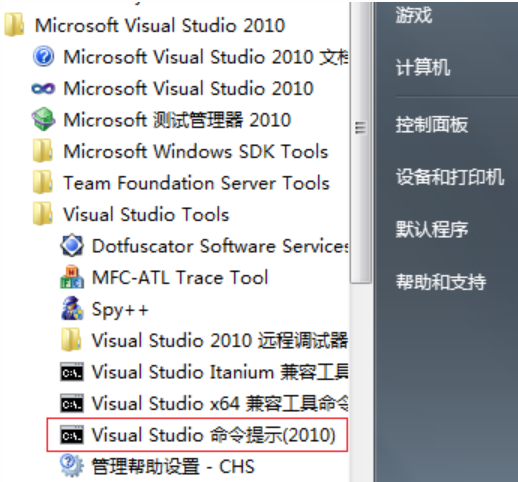 Microsoft Visual Studio 2010
Microsoft Visual Studio 2010 文档
Microsoft Visual Studio 2010
Microsoft 测试管理器 2010
Microsoft Windows SDK Tools
Team Foundation Server Tools
Visual Studio Tools
Dotfuscator Software Services
MFC-ATL Trace Tool
Spy++
Visual Studio 2010 远程调试器
Visual Studio Itanium 兼容工具
Visual Studio x64 兼容工具命令
Visual Studio 命令提示(2010)
管理帮助设置 - CHS
游戏
计算机
控制面板
设备和打印机
默认程序
帮助和支持